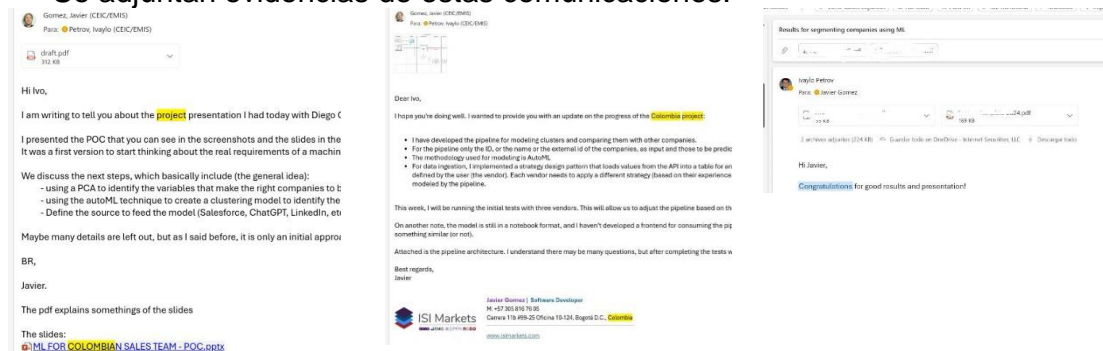 Se adjuntan evidencias de estas comunicaciones.
Gomez, Javier (CEIC/EMIS)
Para: Petrov, Ivaylo (CEIC/EMIS)
draft.pdf
312 KB
Hi Ivo,
I am writing to tell you about the project presentation I had today with Diego
I presented the POC that you can see in the screenshots and the slides in the
It was a first version to start thinking about the real requirements of a machin
We discuss the next steps, which basically include (the general idea):
- using a PCA to identify the variables that make the right companies to b
- using the autoML technique to create a clustering model to identify the
- Define the source to feed the model (Salesforce, ChatGPT, LinkedIn, etc
Maybe many details are left out, but as I said before, it is only an initial approa
BR,
Javier.
The pdf explains somethings of the slides
The slides:
ML FOR COLOMBIAN SALES TEAM - POC.pptx
Gomez, Javier (CEIC/EMIS)
Para: Petrov, Ivaylo (CEIC/EMIS)
Dear Ivo,
I hope you're doing well. I wanted to provide you with an update on the progress of the Colombia project:
• I have developed the pipeline for modeling clusters and comparing them with other companies.
• For the pipeline only the ID, or the name or the external id of the companies, as input and those to be predic
• The methodology used for modeling is AutoML
• For data ingestion, I implemented a strategy design pattern that loads values from the API into a table for an
defined by the user (the vendor). Each vendor needs to apply a different strategy (based on their experience
modeled by the pipeline.
This week, I will be running the initial tests with three vendors. This will allow us to adjust the pipeline based on th
On another note, the model is still in a notebook format, and I haven't developed a frontend for consuming the pip
something similar (or not).
Attached is the pipeline architecture. I understand there may be many questions, but after completing the tests w
Best regards,
Javier
ISI Markets
Javier Gomez | Software Developer
Carrera 11b #99-25 Oficina 10-124, Bogotá D.C., Colombia
www.isimarkets.com
Results for segmenting companies using ML
Ivaylo Petrov
Para: Javier Gomez
24.pdf
2 archivos adjuntos (224 KB) Guardar todo en OneDrive - Internet Securities, LLC Descargar todo
Hi Javier,
Congratulations for good results and presentation!